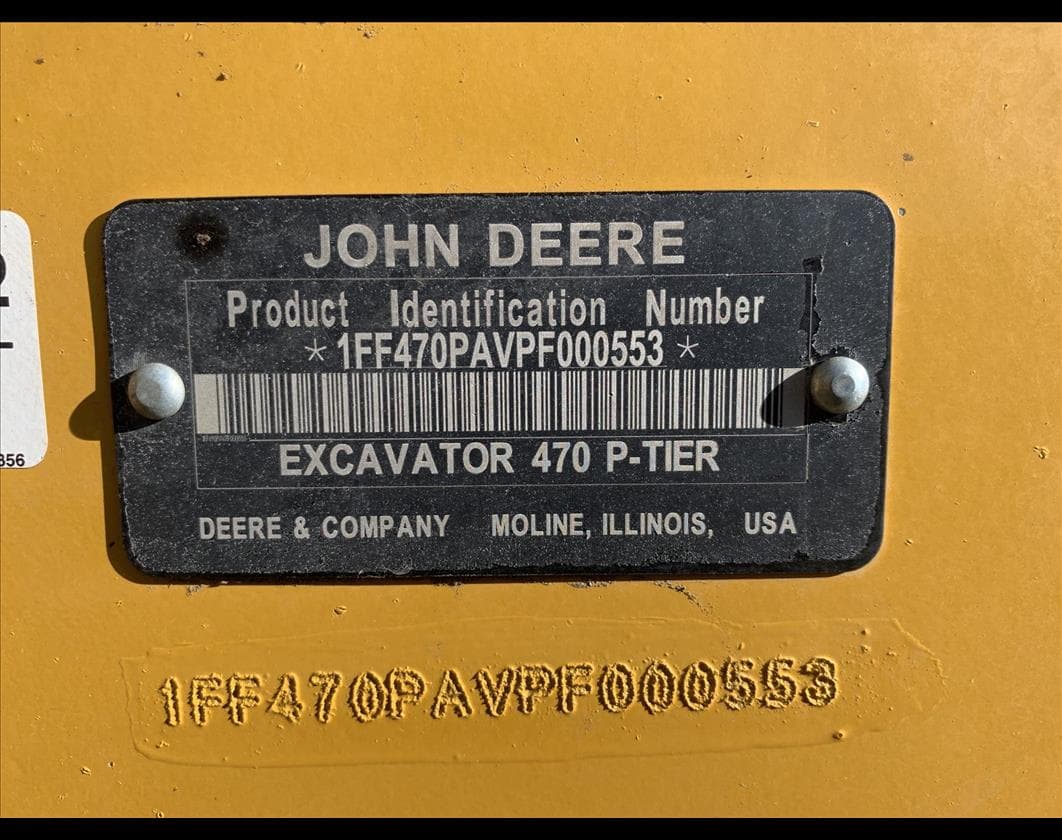 JOHN DEERE
Product Identification Number
*1FF470PAVPF000553*
EXCAVATOR 470 P-TIER
DEERE & COMPANY MOLINE, ILLINOIS, USA
1FF470PAVPF000553